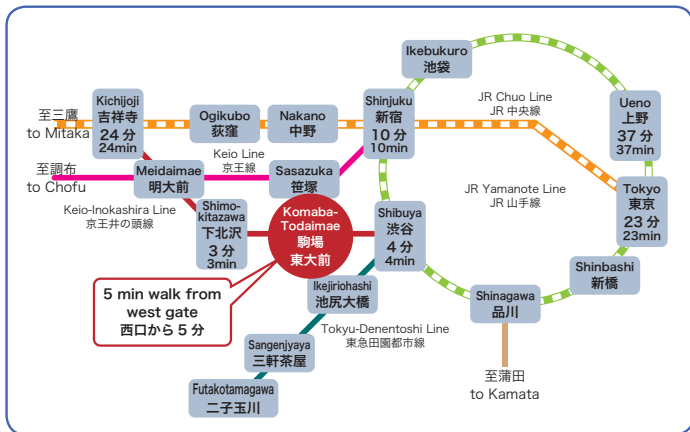 Ikebukuro
池袋
Kichijoji
吉祥寺
24 分
24min
至三鷹
to Mitaka
Ogikubo
荻窪
Nakano
中野
Shinjuku
新宿
10 分
10min
JR Chuo Line
JR 中央線
Ueno
上野
37 分
37min
至調布
to Chofu
Meidaimae
明大前
Keio Line
京王線
Sasazuka
笹塚
JR Yamanote Line
JR 山手線
Tokyo
東京
23 分
23min
Keio-Inokashira Line
京王井の頭線
Shimo-
kitazawa
下北沢
3 分
3min
Komaba-
Todaimae
駒場
東大前
Shibuya
渋谷
4 分
4min
Shinbashi
新橋
5 min walk from
west gate
西口から 5 分
Ikejiriohashi
池尻大橋
Shinagawa
品川
Tokyu-Denentoshi Line
東急田園都市線
Sangenjyaya
三軒茶屋
Futakotamagawa
二子玉川
至蒲田
to Kamata